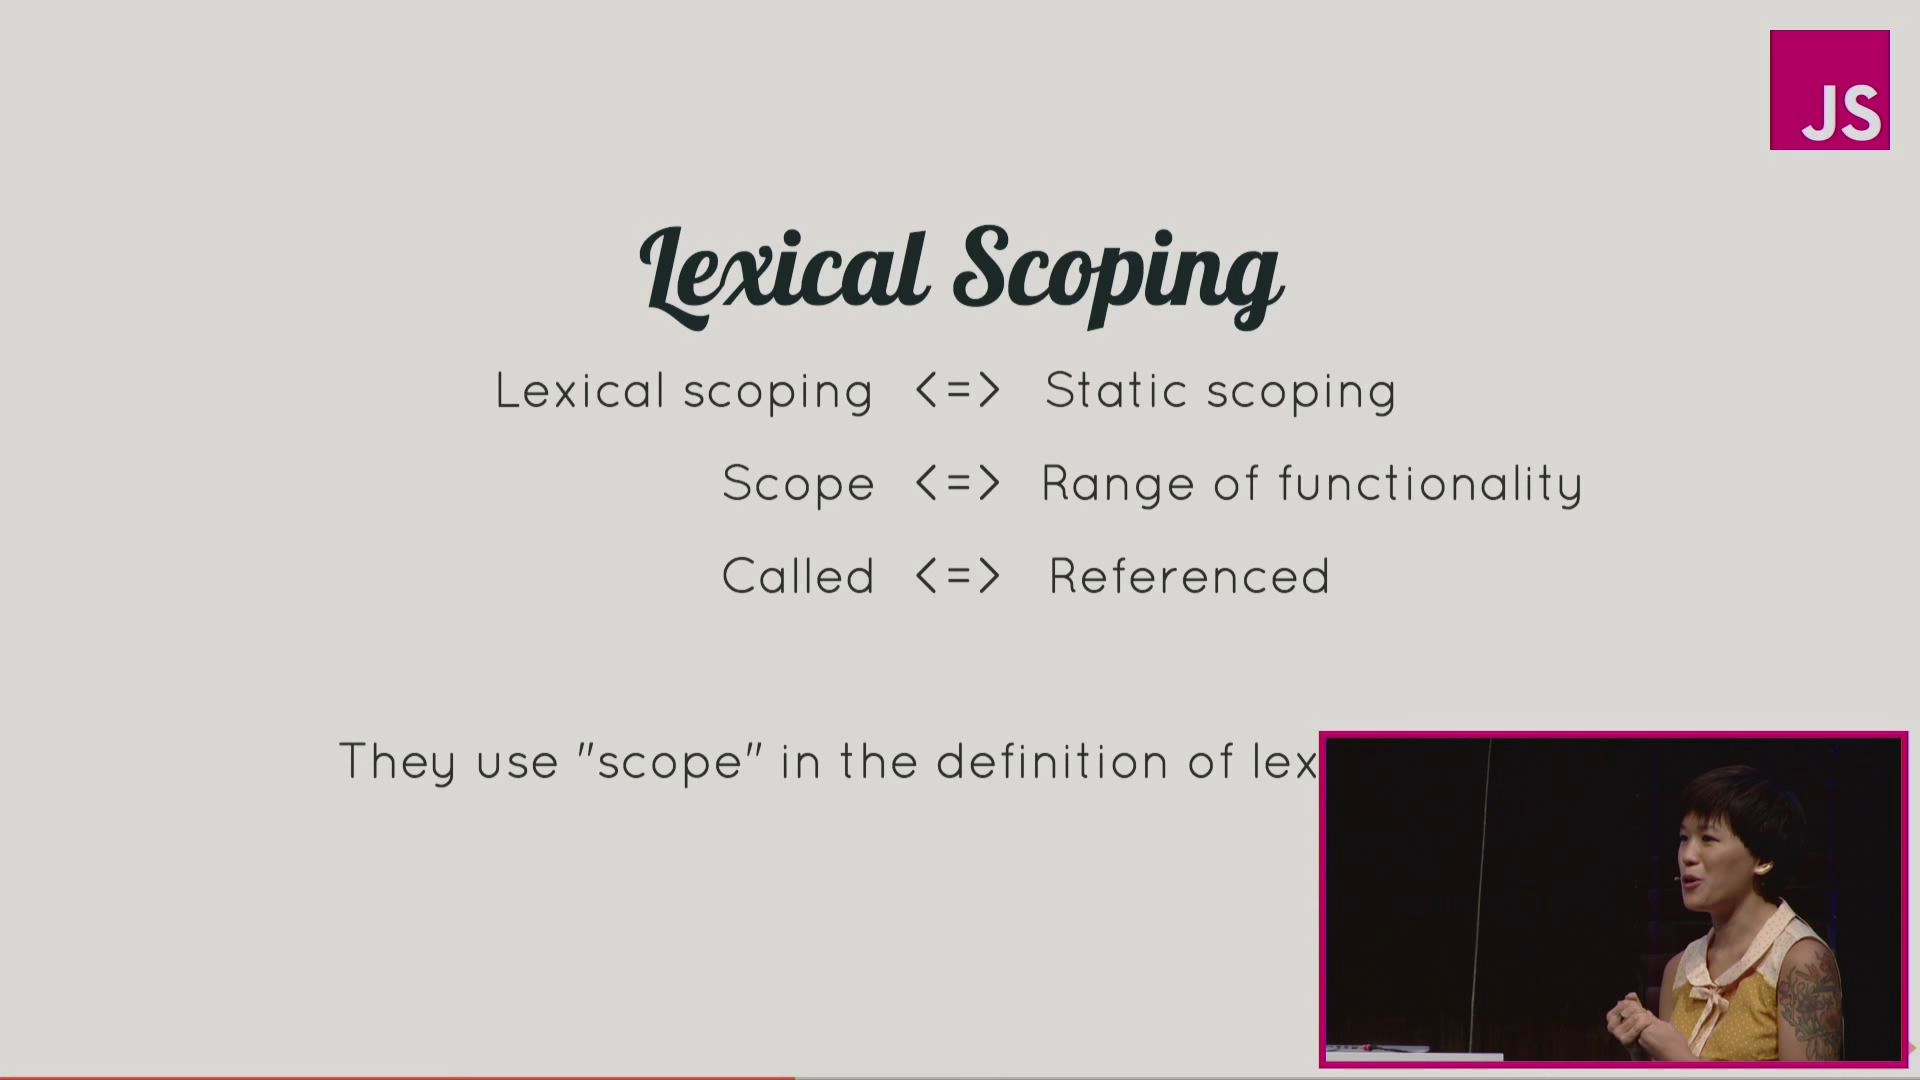 JS
Lexical Scoping
Lexical scoping <=> Static scoping
Scope <=> Range of functionality
Called <=> Referenced
They use "scope" in the definition of